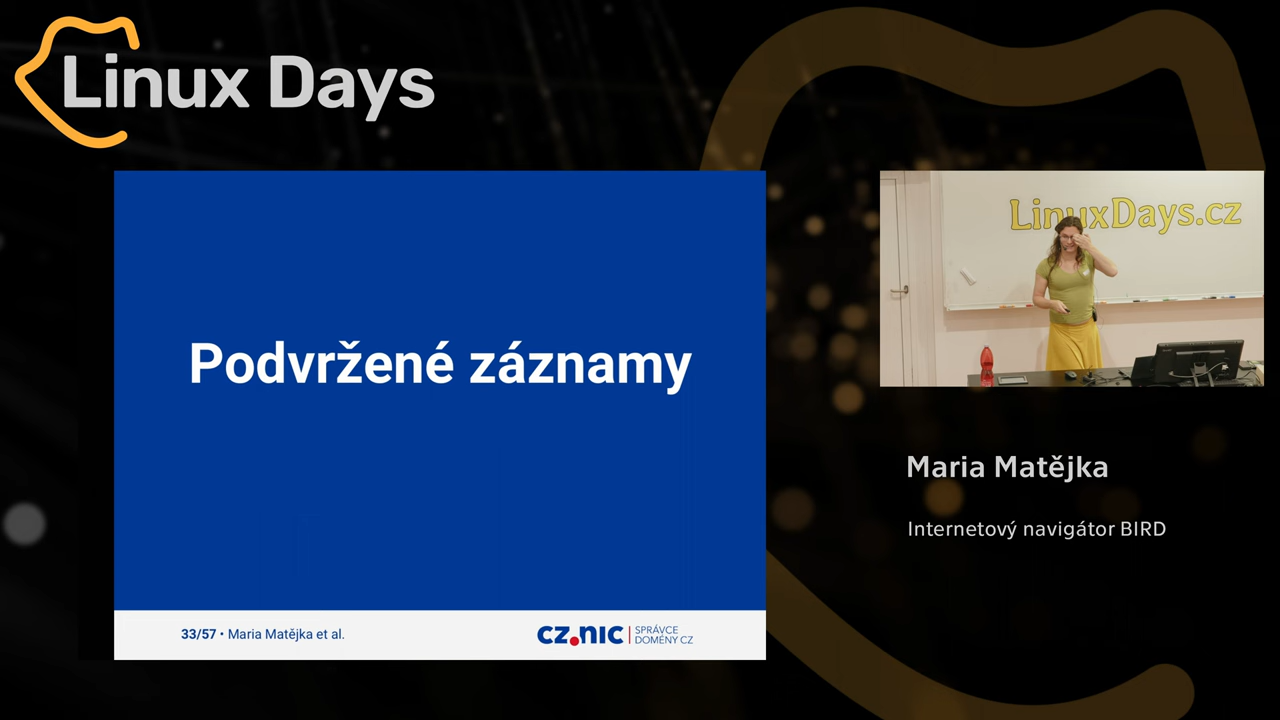 Linux Days
LinuxDays.cz
Podvržené záznamy
Maria Matějka
Internetový navigátor BIRD
33/57 • Maria Matějka et al.
CZ.NIC | SPRÁVCE
DOMÉNY CZ